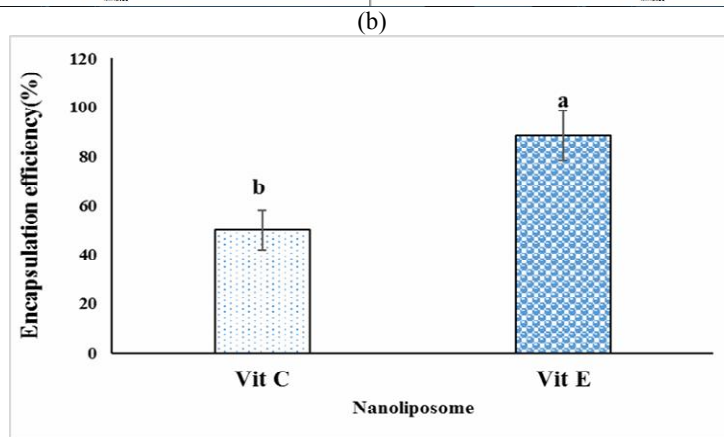 (b)
Encapsulation efficiency(%)
120
100
80
60
40
20
0
b
a
Vit C
Vit E
Nanoliposome